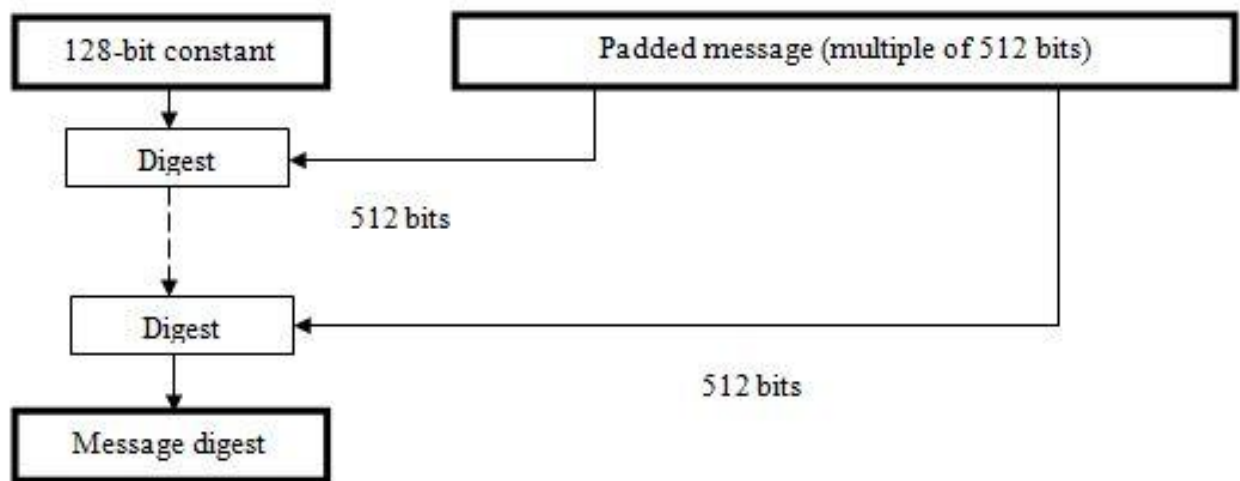 128-bit constant
Padded message (multiple of 512 bits)
Digest
512 bits
Digest
512 bits
Message digest